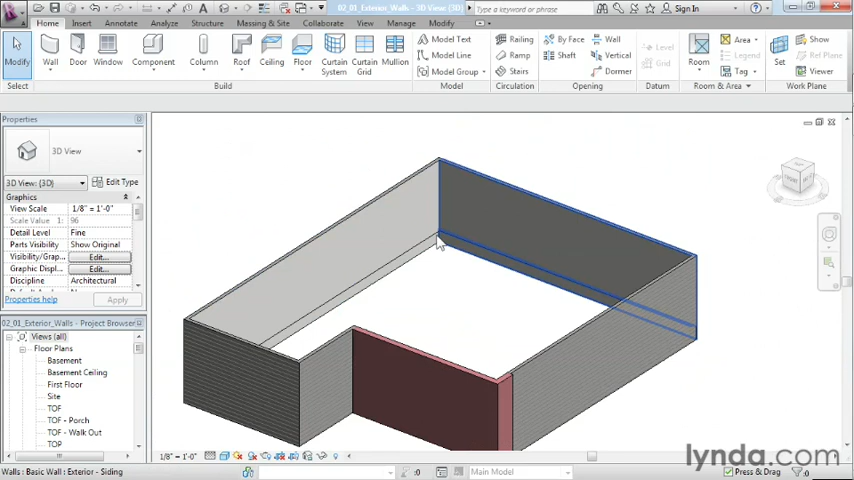 02_01_Exterior_Walls - 3D View: {3D}
Type a keyword or phrase
Sign In
Home Insert Annotate Analyze Structure Massing & Site Collaborate View Manage Modify
Modify Wall Door Window Component Column Roof Ceiling Floor Curtain System Curtain Grid Mullion
Model Text
Model Line
Model Group
Railing
Ramp
Stairs
By Face
Shaft
Wall
Vertical
Dormer
Level
Grid
Room
Area
Legend
Tag
Set
Show
Ref Plane
Viewer
Select Build Model Circulation Opening Datum Room & Area Work Plane
Properties
3D View
3D View: {3D} Edit Type
Graphics
View Scale 1/8" = 1'-0"
Scale Value 1: 96
Detail Level Fine
Parts Visibility Show Original
Visibility/Grap... Edit...
Graphic Displ... Edit...
Discipline Architectural
Properties help Apply
02_01_Exterior_Walls - Project Browser
Views (all)
Floor Plans
Basement
Basement Ceiling
First Floor
Site
TOF
TOF - Porch
TOF - Walk Out
TOP
1/8" = 1'-0"
Walls : Basic Wall : Exterior - Siding
:0
Main Model
Press & Drag
:0
lynda.com